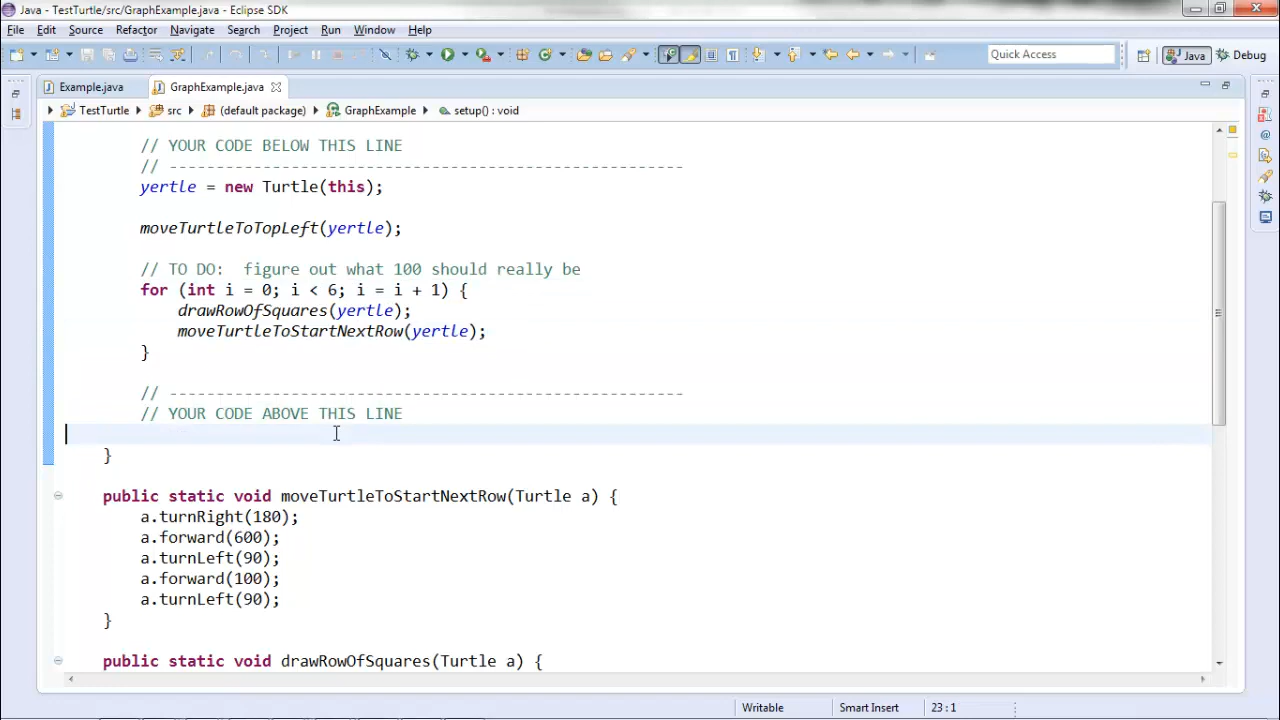 Java - TestTurtle/src/GraphExample.java - Eclipse SDK
File Edit Source Refactor Navigate Search Project Run Window Help
Quick Access Java Debug
Example.java GraphExample.java
TestTurtle src (default package) GraphExample setup() : void
// YOUR CODE BELOW THIS LINE
// -------------------------------------------------------
yertle = new Turtle(this);
moveTurtleToTopLeft(yertle);
// TO DO:  figure out what 100 should really be
for (int i = 0; i < 6; i = i + 1) {
drawRowOfSquares(yertle);
moveTurtleToStartNextRow(yertle);
}
// -------------------------------------------------------
// YOUR CODE ABOVE THIS LINE
}
public static void moveTurtleToStartNextRow(Turtle a) {
a.turnRight(180);
a.forward(600);
a.turnLeft(90);
a.forward(100);
a.turnLeft(90);
}
public static void drawRowOfSquares(Turtle a) {
Writable Smart Insert 23 : 1